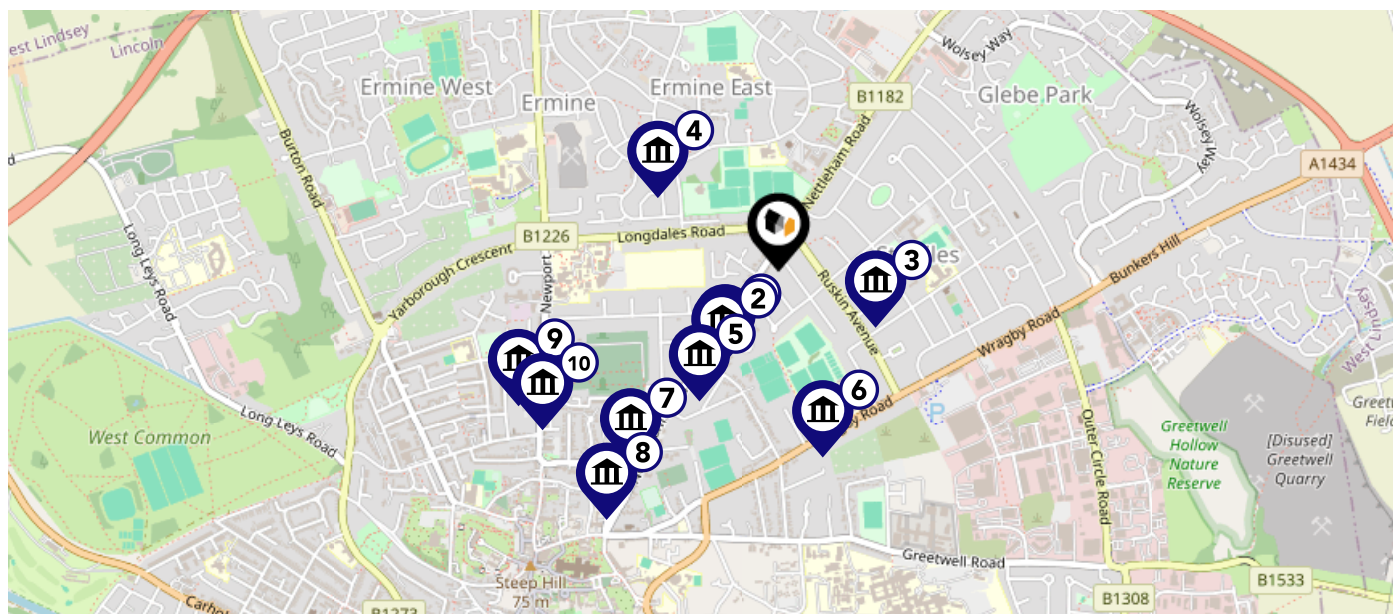 est Lindsey
Lincoln
Wolsey Way
Ermine West
Ermine
Ermine East
B1182
Glebe Park
Wolsey Way
A1434
Burton Road
4
Nettleham Road
Long Leys Road
B1226
Longdales Road
Yarborough Crescent
Newport
3
Bunkers Hill
Ruskin Avenue
2
West Lindsey
5
Wragby Road
9
10
7
6
P
Long Leys Road
West Common
8
Outer Circle Road
Greetwell
Hollow
Nature
Reserve
[Disused]
Greetwell
Quarry
Greetw
Field
Greetwell Road
Steep Hill
75 m
B1533
B1308
B1273